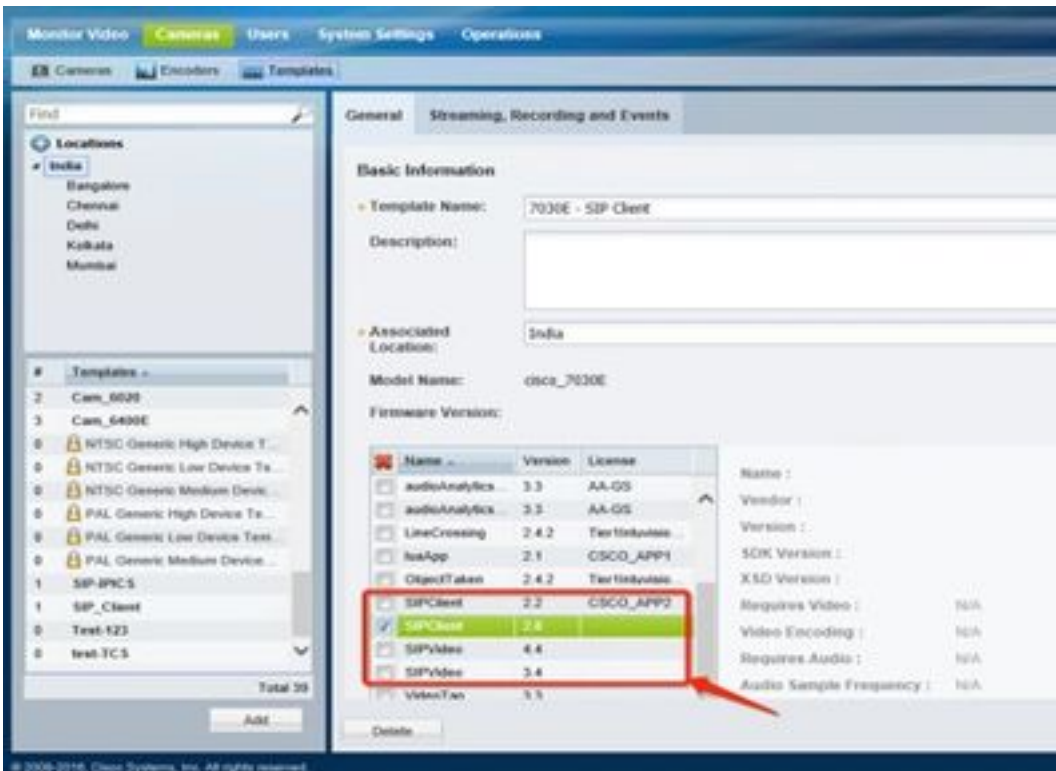 Monitor Video Cameras Users System Settings Operations
Cameras Encoders Templates
Find
Locations
India
Bangalore
Chennai
Delhi
Kolkata
Mumbai
# Templates
2 Cam_6020
3 Cam_6400E
0 NTSC Generic High Device T...
0 NTSC Generic Low Device Te...
0 NTSC Generic Medium Devic...
0 PAL Generic High Device Te...
0 PAL Generic Low Device Tem...
0 PAL Generic Medium Device...
1 SIP-IPICS
1 SIP_Client
0 Test-123
0 test-TCS
Total 39
Add
General Streaming, Recording and Events
Basic Information
Template Name: 7030E - SIP Client
Description:
Associated Location: India
Model Name: cisco_7030E
Firmware Version:
Name Version License
audioAnalytics... 3.3 AA-GS
audioAnalytics... 3.3 AA-GS
LineCrossing 2.4.2
luaApp 2.1 CSCO_APP1
ObjectTaken 2.4.2
SIPClient 2.2 CSCO_APP2
SIPClient 2.6
SIPVideo 4.4
SIPVideo 3.4
VideoTap 3.3
Name :
Vendor :
Version :
SDK Version :
XSD Version :
Requires Video : N/A
Video Encoding : N/A
Requires Audio : N/A
Audio Sample Frequency : N/A
Delete
Cisco Systems, Inc. All rights reserved.